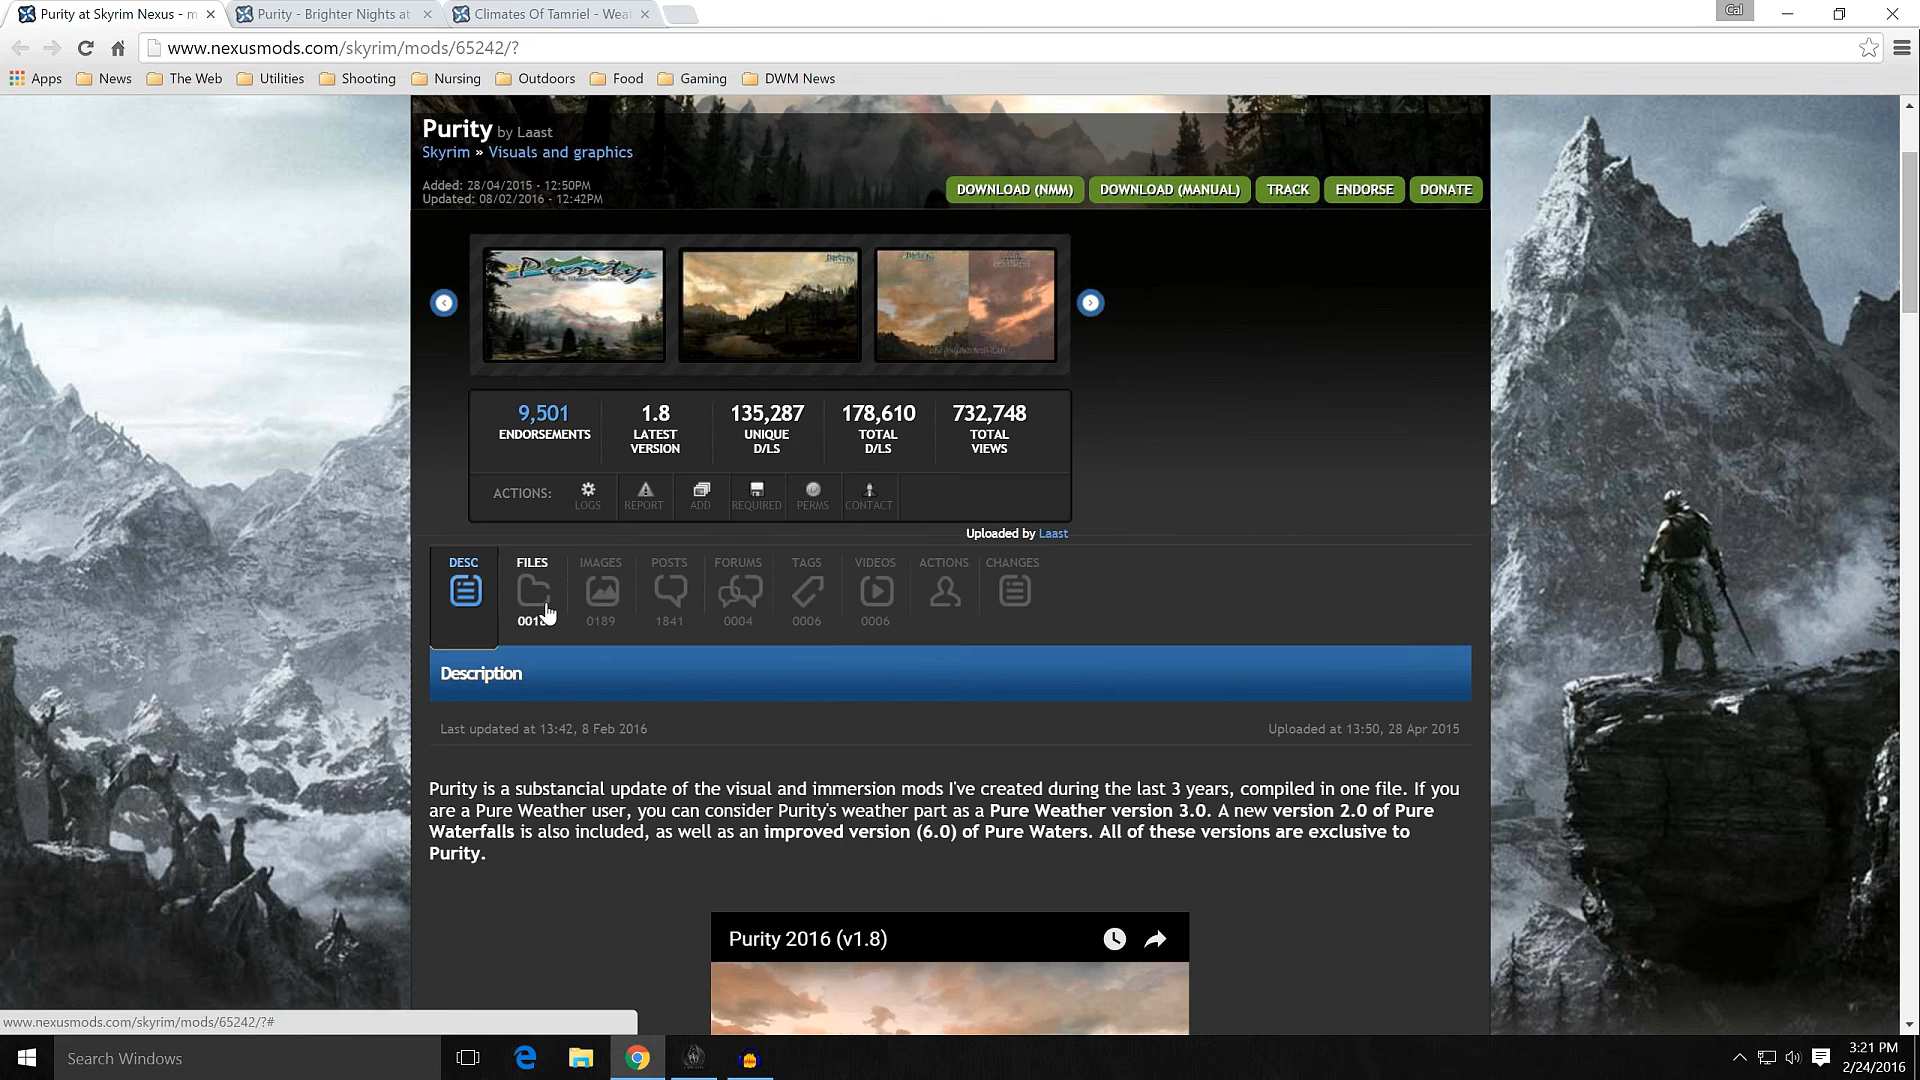 Purity at Skyrim Nexus - m
Purity - Brighter Nights at
Climates Of Tamriel - Wea
Cal
www.nexusmods.com/skyrim/mods/65242/?
Apps
News
The Web
Utilities
Shooting
Nursing
Outdoors
Food
Gaming
DWM News
Purity by Laast
Skyrim » Visuals and graphics
Added: 28/04/2015 - 12:50PM
Updated: 08/02/2016 - 12:42PM
DOWNLOAD (NMM)
DOWNLOAD (MANUAL)
TRACK
ENDORSE
DONATE
Purity
9,501
ENDORSEMENTS
1.8
LATEST
VERSION
135,287
UNIQUE
D/LS
178,610
TOTAL
D/LS
732,748
TOTAL
VIEWS
ACTIONS:
LOGS
REPORT
ADD
REQUIRED
PERMS
CONTACT
Uploaded by Laast
DESC
FILES
IMAGES
0189
POSTS
1841
FORUMS
0004
TAGS
0006
VIDEOS
0006
ACTIONS
CHANGES
Description
Last updated at 13:42, 8 Feb 2016
Uploaded at 13:50, 28 Apr 2015
Purity is a substancial update of the visual and immersion mods I've created during the last 3 years, compiled in one file. If you
are a Pure Weather user, you can consider Purity's weather part as a Pure Weather version 3.0. A new version 2.0 of Pure
Waterfalls is also included, as well as an improved version (6.0) of Pure Waters. All of these versions are exclusive to
Purity.
Purity 2016 (v1.8)
www.nexusmods.com/skyrim/mods/65242/?#
Search Windows
3:21 PM
2/24/2016